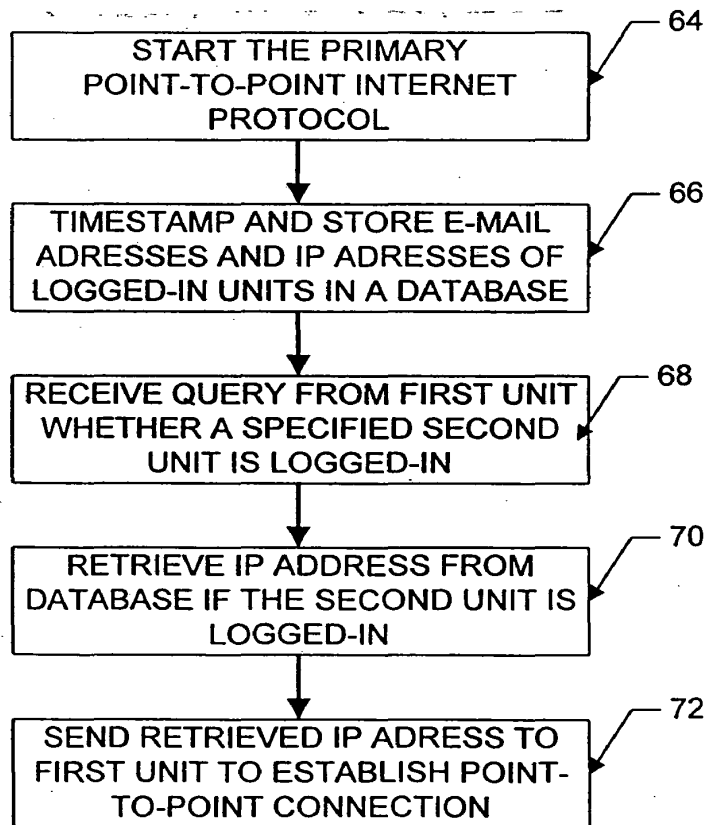 START THE PRIMARY
POINT-TO-POINT INTERNET
PROTOCOL
64
TIMESTAMP AND STORE E-MAIL
ADRESSES AND IP ADRESSES OF
LOGGED-IN UNITS IN A DATABASE
66
RECEIVE QUERY FROM FIRST UNIT
WHETHER A SPECIFIED SECOND
UNIT IS LOGGED-IN
68
RETRIEVE IP ADDRESS FROM
DATABASE IF THE SECOND UNIT IS
LOGGED-IN
70
SEND RETRIEVED IP ADRESS TO
FIRST UNIT TO ESTABLISH POINT-
TO-POINT CONNECTION
72